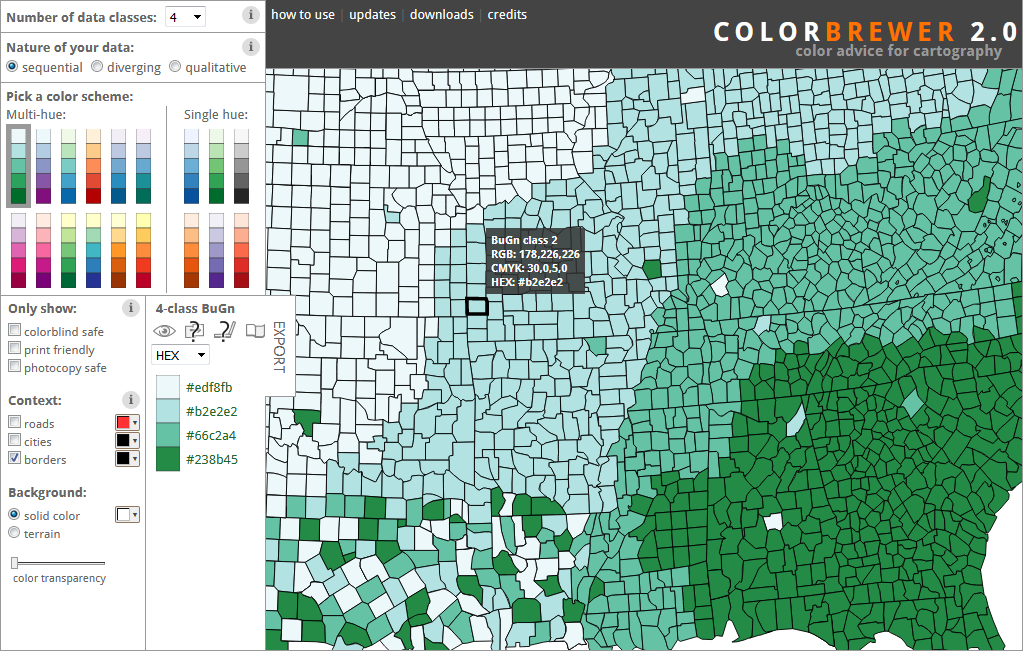 Number of data classes: 4 i
how to use | updates | downloads | credits
COLORBREWER 2.0
color advice for cartography
Nature of your data: i
sequential diverging qualitative
Pick a color scheme:
Multi-hue: Single hue:
BuGn class 2
RGB: 178,226,226
CMYK: 30,0,5,0
HEX: #b2e2e2
Only show: i
colorblind safe
print friendly
photocopy safe
Context: i
roads
cities
borders
Background:
solid color
terrain
color transparency
4-class BuGn
? ?
HEX
EXPORT
#edf8fb
#b2e2e2
#66c2a4
#238b45